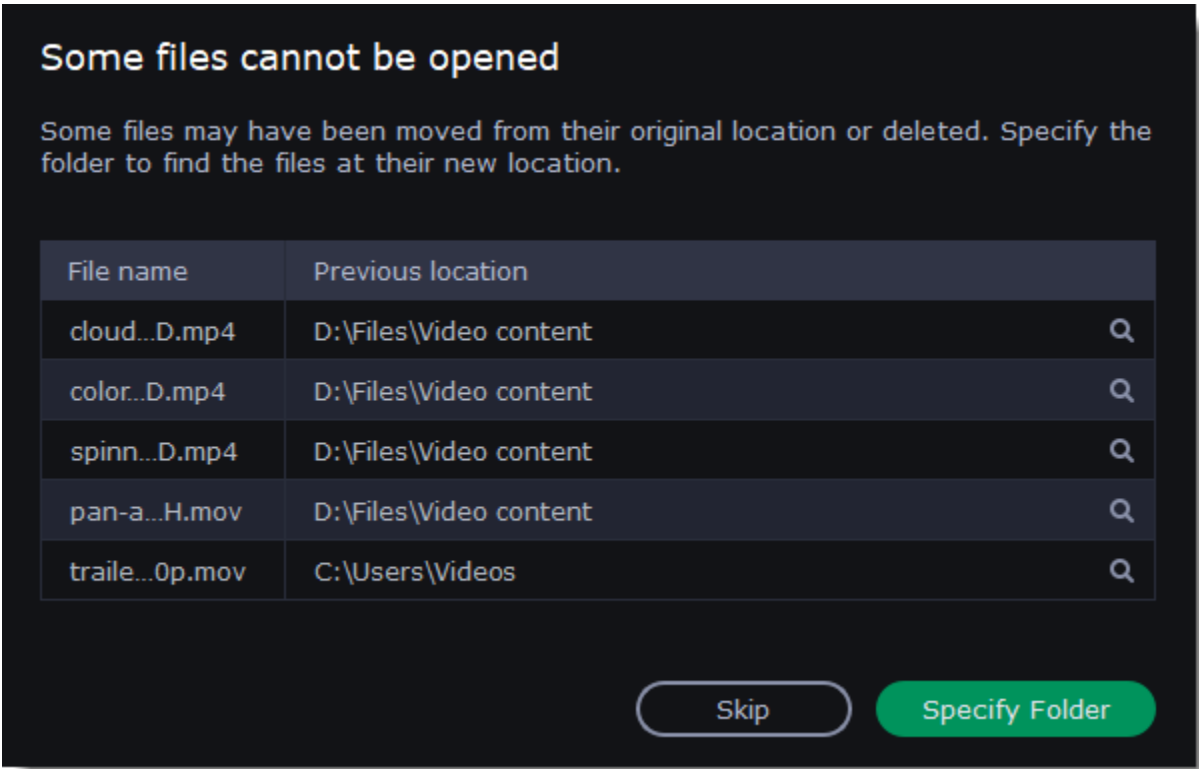 Some files cannot be opened
Some files may have been moved from their original location or deleted. Specify the
folder to find the files at their new location.
File name Previous location
cloud...D.mp4 D:\Files\Video content
color...D.mp4 D:\Files\Video content
spinn...D.mp4 D:\Files\Video content
pan-a...H.mov D:\Files\Video content
traile...0p.mov C:\Users\Videos
Skip Specify Folder